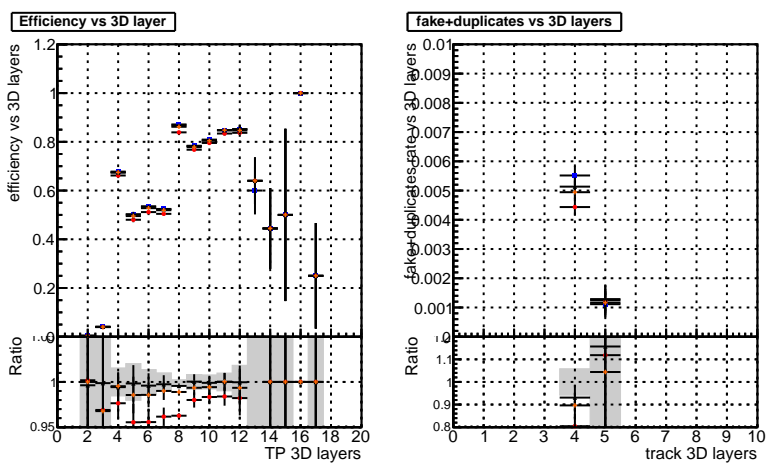 Efficiency vs 3D layer
efficiency vs 3D layers
1.2
1
0.8
0.6
0.4
0.2
0
Ratio
1
0.95
0 2 4 6 8 10 12 14 16 18 20
TP 3D layers
fake+duplicates vs 3D layers
fake+duplicates rate vs 3D layers
0.01
0.009
0.008
0.007
0.006
0.005
0.004
0.003
0.002
0.001
0
Ratio
1.1
1
0.9
0.8
0 1 2 3 4 5 6 7 8 9 10
track 3D layers